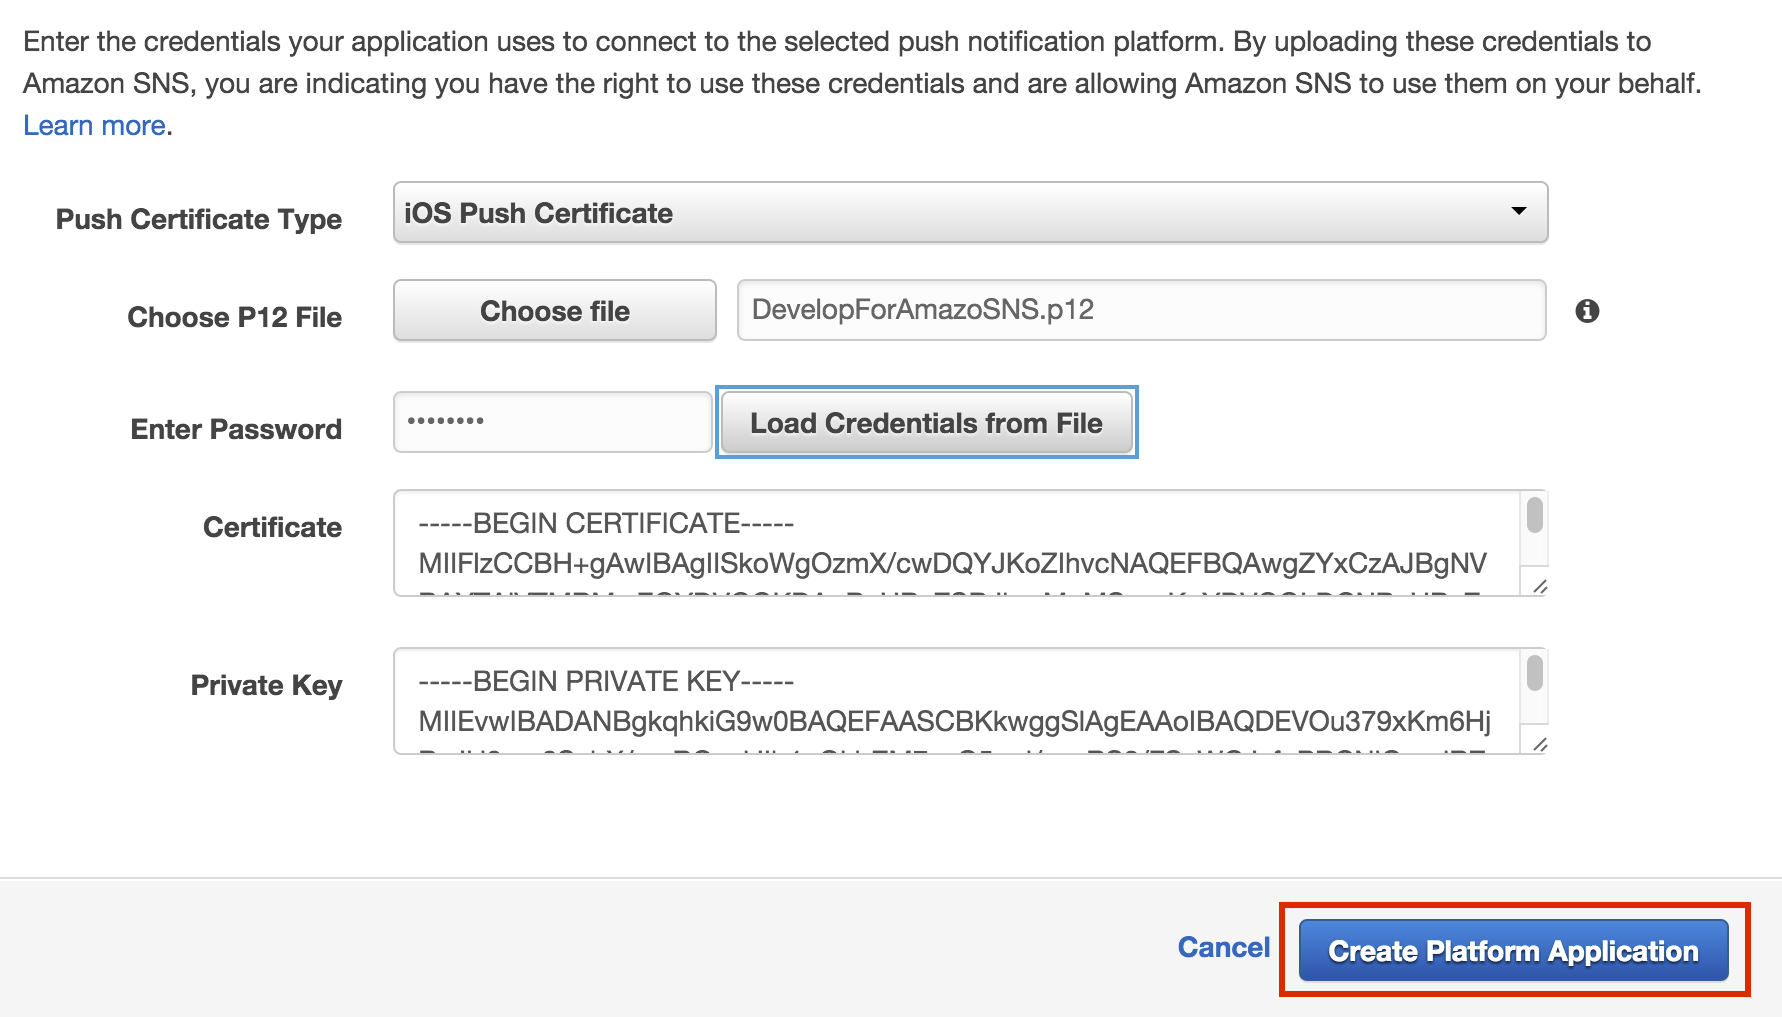 Enter the credentials your application uses to connect to the selected push notification platform. By uploading these credentials to
Amazon SNS, you are indicating you have the right to use these credentials and are allowing Amazon SNS to use them on your behalf.
Learn more.
Push Certificate Type
iOS Push Certificate
Choose P12 File
Choose file
DevelopForAmazoSNS.p12
Enter Password
••••••••
Load Credentials from File
Certificate
-----BEGIN CERTIFICATE-----
MIIFlzCCBH+gAwIBAgIISkoWgOzmX/cwDQYJKoZIhvcNAQEFBQAwgZYxCzAJBgNV
Private Key
-----BEGIN PRIVATE KEY-----
MIIEvwIBADANBgkqhkiG9w0BAQEFAASCBKkwggSlAgEAAoIBAQDEVOu379xKm6Hj
Cancel
Create Platform Application